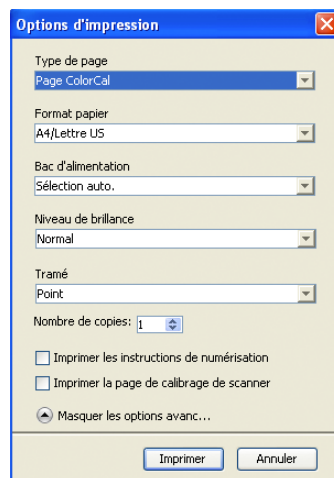 Options d'impression
Type de page
Page ColorCal
Format papier
A4/Lettre US
Bac d'alimentation
Sélection auto.
Niveau de brillance
Normal
Tramé
Point
Nombre de copies: 1
Imprimer les instructions de numérisation
Imprimer la page de calibrage de scanner
Masquer les options avanc...
Imprimer Annuler